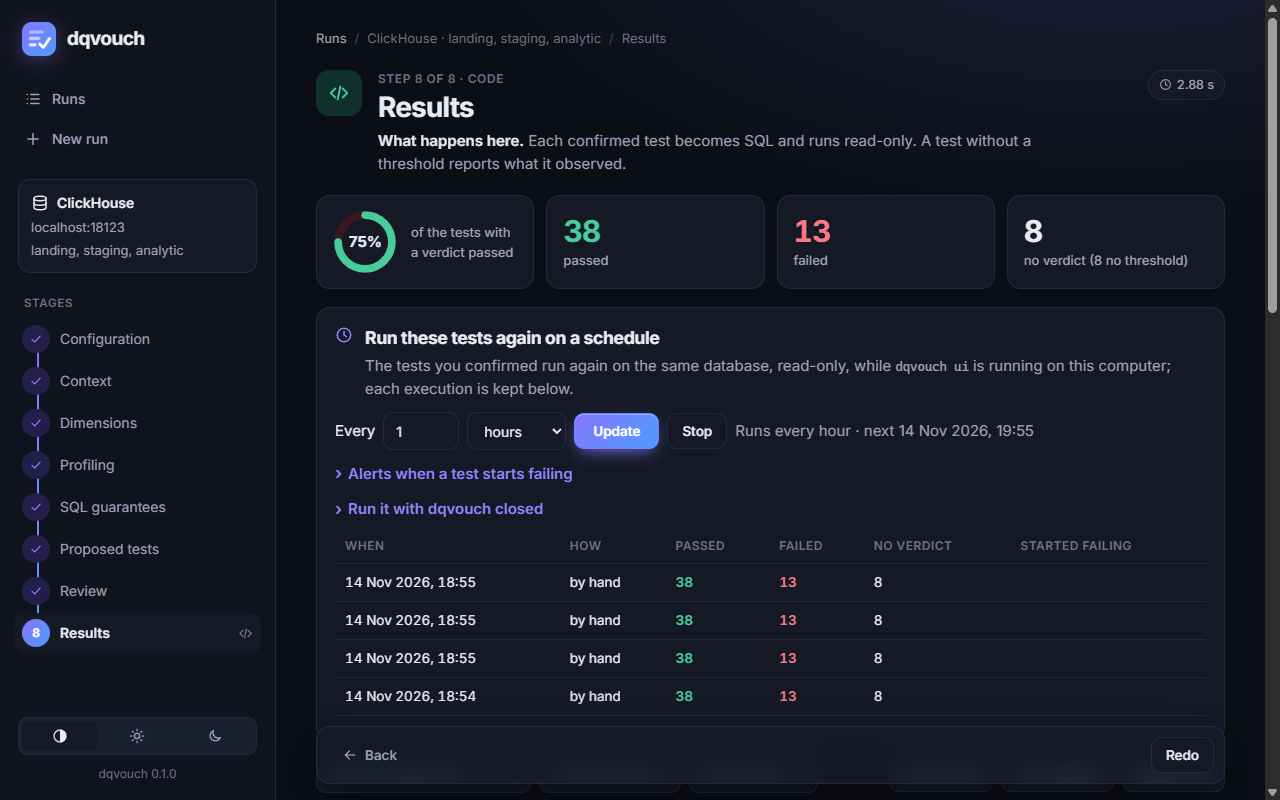 dqvouch
Runs
New run
ClickHouse
localhost:18123
landing, staging, analytic
STAGES
Configuration
Context
Dimensions
Profiling
SQL guarantees
Proposed tests
Review
8 Results </>
dqvouch 0.1.0
Runs / ClickHouse · landing, staging, analytic / Results
</> STEP 8 OF 8 · CODE
2.88 s
Results
What happens here. Each confirmed test becomes SQL and runs read-only. A test without a
threshold reports what it observed.
75%
of the tests with
a verdict passed
38
passed
13
failed
8
no verdict (8 no threshold)
Run these tests again on a schedule
The tests you confirmed run again on the same database, read-only, while dqvouch ui is running on this computer;
each execution is kept below.
Every 1 hours Update Stop Runs every hour · next 14 Nov 2026, 19:55
› Alerts when a test starts failing
› Run it with dqvouch closed
WHEN HOW PASSED FAILED NO VERDICT STARTED FAILING
14 Nov 2026, 18:55 by hand 38 13 8
14 Nov 2026, 18:55 by hand 38 13 8
14 Nov 2026, 18:55 by hand 38 13 8
14 Nov 2026, 18:54 by hand 38 13 8
← Back Redo